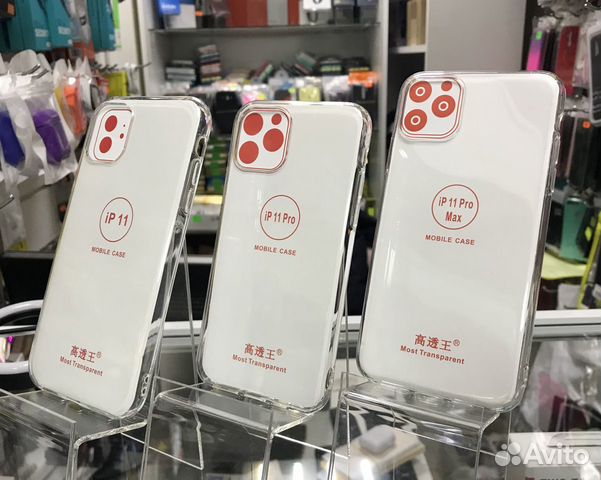 iP 11
MOBILE CASE
高透王®
Most Transparent
iP 11 Pro
MOBILE CASE
高透王®
Most Transparent
iP 11 Pro
Max
MOBILE CASE
高透王®
Most Transparent
Avito